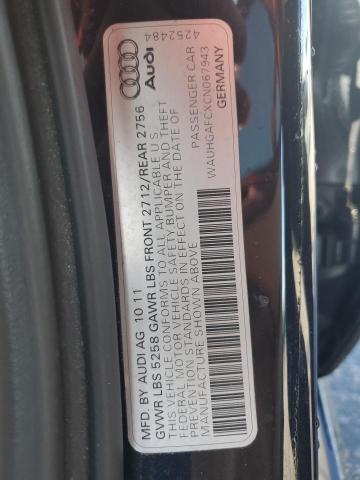 4252484
Audi
MFD. BY AUDI AG 10 11
GVWR LBS 5258 GAWR LBS FRONT 2712/REAR 2756
THIS VEHICLE CONFORMS TO ALL APPLICABLE U.S.
FEDERAL MOTOR VEHICLE SAFETY BUMPER AND THEFT
PREVENTION STANDARDS IN EFFECT ON THE DATE OF
MANUFACTURE SHOWN ABOVE
PASSENGER CAR
WAUHGAFCXCN067943
GERMANY